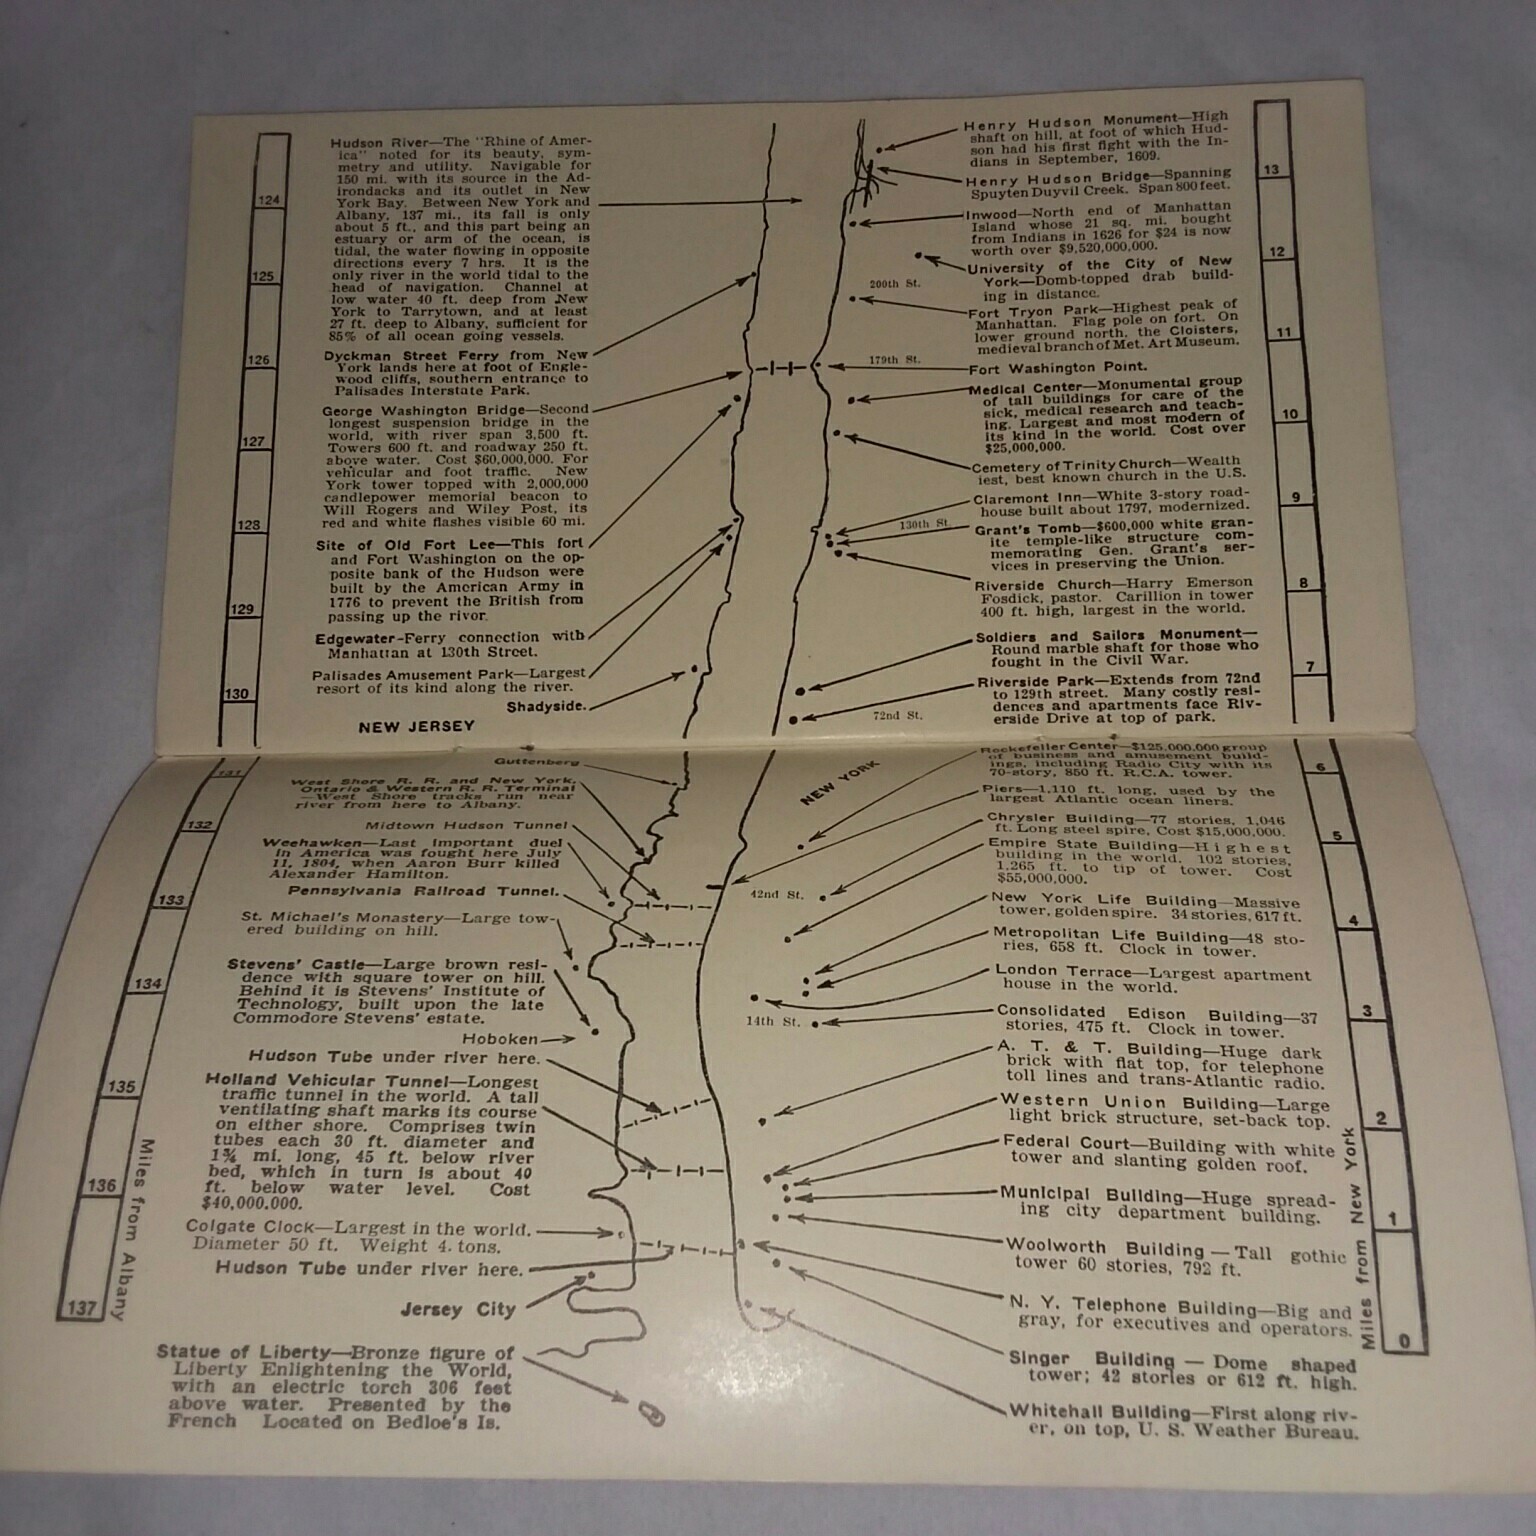 124
125
126
127
128
129
130
Hudson River—The "Rhine of Amer-
ica" noted for its beauty, sym-
metry and utility. Navigable for
150 mi. with its source in the Ad-
irondacks and its outlet in New
York Bay. Between New York and
Albany, 137 mi., its fall is only
about 5 ft., and this part being an
estuary or arm of the ocean, is
tidal, the water flowing in opposite
directions every 7 hrs. It is the
only river in the world tidal to the
head of navigation. Channel at
low water 40 ft. deep from New
York to Tarrytown, and at least
27 ft. deep to Albany, sufficient for
85% of all ocean going vessels.
Dyckman Street Ferry from New
York lands here at foot of Engle-
wood cliffs, southern entrance to
Palisades Interstate Park.
George Washington Bridge—Second
longest suspension bridge in the
world, with river span 3,500 ft.
Towers 600 ft. and roadway 250 ft.
above water. Cost $60,000,000. For
vehicular and foot traffic. New
York tower topped with 2,000,000
candlepower memorial beacon to
Will Rogers and Wiley Post, its
red and white flashes visible 60 mi.
Site of Old Fort Lee—This fort
and Fort Washington on the op-
posite bank of the Hudson were
built by the American Army in
1776 to prevent the British from
passing up the rivor.
Edgewater—Ferry connection with
Manhattan at 130th Street.
Palisades Amusement Park—Largest
resort of its kind along the river.
Shadyside.
NEW JERSEY
200th St.
179th St.
130th St.
72nd St.
Henry Hudson Monument—High
shaft on hill, at foot of which Hud-
son had his first fight with the In-
dians in September, 1609.
Henry Hudson Bridge—Spanning
Spuyten Duyvil Creek. Span 800 feet.
Inwood—North end of Manhattan
Island whose 21 sq. mi. bought
from Indians in 1626 for $24 is now
worth over $9,520,000,000.
University of the City of New
York—Domb-topped drab build-
ing in distance.
Fort Tryon Park—Highest peak of
Manhattan. Flag pole on fort. On
lower ground north, the Cloisters,
medieval branch of Met. Art Museum.
Fort Washington Point.
Medical Center—Monumental group
of tall buildings for care of the
sick, medical research and teach-
ing. Largest and most modern of
its kind in the world. Cost over
$25,000,000.
Cemetery of Trinity Church—Wealth
iest, best known church in the U.S.
Claremont Inn—White 3-story road-
house built about 1797, modernized.
Grant's Tomb—$600,000 white gran-
ite temple-like structure com-
memorating Gen. Grant's ser-
vices in preserving the Union.
Riverside Church—Harry Emerson
Fosdick, pastor. Carillion in tower
400 ft. high, largest in the world.
Soldiers and Sailors Monument—
Round marble shaft for those who
fought in the Civil War.
Riverside Park—Extends from 72nd
to 129th street. Many costly resi-
dences and apartments face Riv-
erside Drive at top of park.
13
12
11
10
9
8
7
131
132
133
134
135
136
137
Miles from Albany
Guttenberg
West Shore R. R. and New York,
Ontario & Western R. R. Terminal
—West Shore tracks run near
river from here to Albany.
Midtown Hudson Tunnel
Weehawken—Last important duel
in America was fought here July
11, 1804, when Aaron Burr killed
Alexander Hamilton.
Pennsylvania Railroad Tunnel.
St. Michael's Monastery—Large tow-
ered building on hill.
Stevens' Castle—Large brown resi-
dence with square tower on hill.
Behind it is Stevens' Institute of
Technology, built upon the late
Commodore Stevens' estate.
Hoboken
Hudson Tube under river here.
Holland Vehicular Tunnel—Longest
traffic tunnel in the world. A tall
ventilating shaft marks its course
on either shore. Comprises twin
tubes each 30 ft. diameter and
1¾ mi. long, 45 ft. below river
bed, which in turn is about 40
ft. below water level. Cost
$40,000,000.
Colgate Clock—Largest in the world.
Diameter 50 ft. Weight 4. tons.
Hudson Tube under river here.
Jersey City
Statue of Liberty—Bronze figure of
Liberty Enlightening the World,
with an electric torch 306 feet
above water. Presented by the
French Located on Bedloe's Is.
NEW YORK
42nd St.
14th St.
Rockefeller Center—$125,000,000 group
of business and amusement build-
ings, including Radio City with its
70-story, 850 ft. R.C.A. tower.
Piers—1,110 ft. long, used by the
largest Atlantic ocean liners.
Chrysler Building—77 stories, 1,046
ft. Long steel spire, Cost $15,000,000.
Empire State Building—Highest
building in the world. 102 stories,
1,265 ft. to tip of tower. Cost
$55,000,000.
New York Life Building—Massive
tower, golden spire. 34 stories, 617 ft.
Metropolitan Life Building—48 sto-
ries, 658 ft. Clock in tower.
London Terrace—Largest apartment
house in the world.
Consolidated Edison Building—37
stories, 475 ft. Clock in tower.
A. T. & T. Building—Huge dark
brick with flat top, for telephone
toll lines and trans-Atlantic radio.
Western Union Building—Large
light brick structure, set-back top.
Federal Court—Building with white
tower and slanting golden roof.
Municipal Building—Huge spread-
ing city department building.
Woolworth Building—Tall gothic
tower 60 stories, 792 ft.
N. Y. Telephone Building—Big and
gray, for executives and operators.
Singer Building — Dome shaped
tower; 42 stories or 612 ft. high.
Whitehall Building—First along riv-
er, on top, U. S. Weather Bureau.
6
5
4
3
2
1
0
Miles from New York